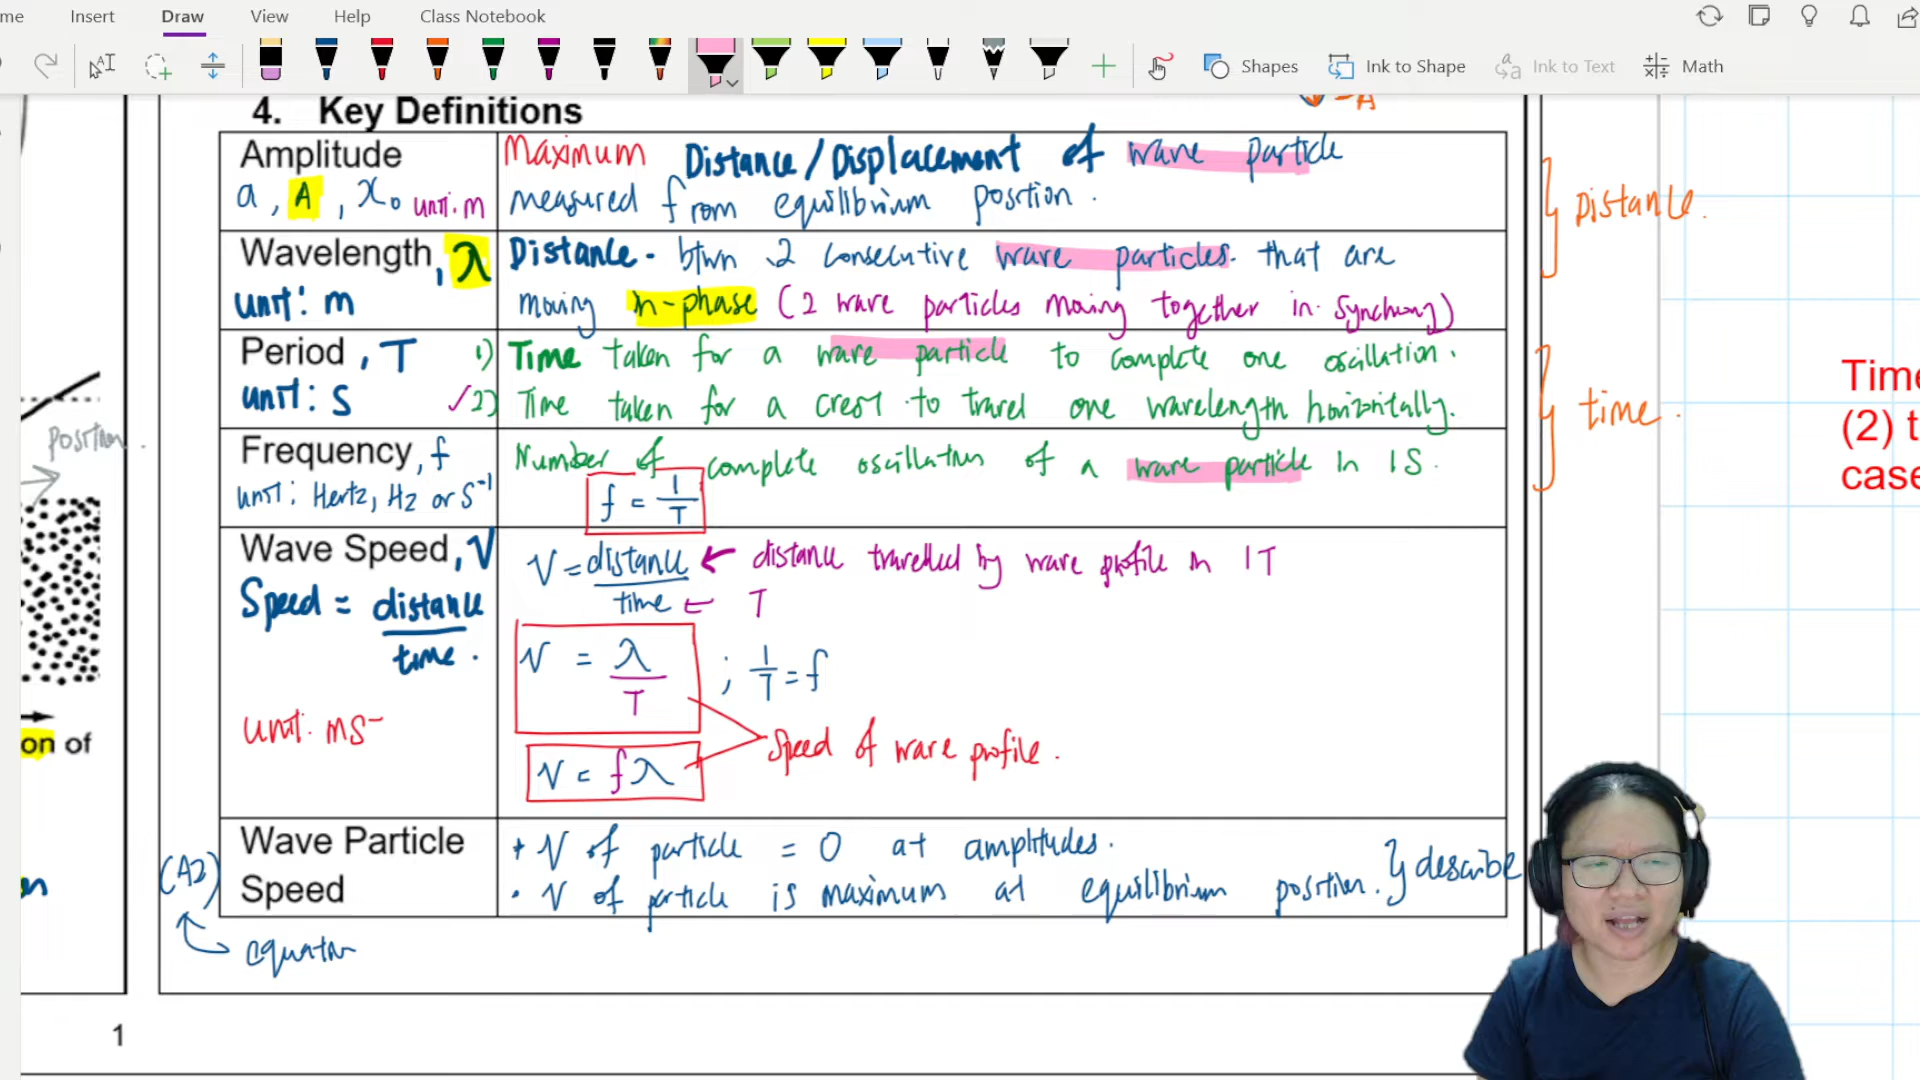 me Insert Draw View Help Class Notebook
Shapes Ink to Shape Ink to Text Math
4. Key Definitions
-A
Amplitude
a, A, x₀ unit: m
Maximum Distance/Displacement of wave particle
measured from equilibrium position.
} Distance.
Wavelength, λ
unit: m
Distance. btwn 2 consecutive wave particles. that are
moving in-phase (2 wave particles moving together in synchrony)
Period, T
unit: s
1) Time taken for a wave particle to complete one oscillation.
✓2) Time taken for a crest to travel one wavelength horizontally.
} time.
Time
(2) t
case
position.
Frequency, f
unit: Hertz, Hz or s⁻¹
Number of complete oscillations of a wave particle in 1s.
f = 1/T
Wave Speed, V
Speed = distance/time.
unit: ms⁻
V = distance/time ← distance travelled by wave profile in 1T
← T
V = λ/T ; 1/T = f
Speed of wave profile.
V = fλ
on of
Wave Particle
Speed
(A2)
equation
• V of particle = 0 at amplitudes.
• V of particle is maximum at equilibrium position. } describe
1